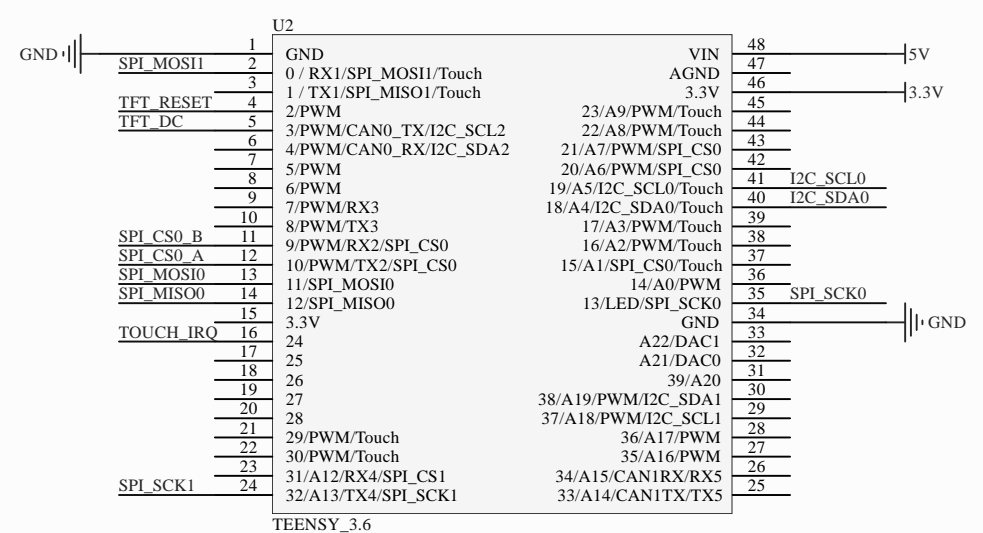 U2
GND 1 GND VIN 48 5V
SPI_MOSI1 2 0 / RX1/SPI_MOSI1/Touch AGND 47
3 1 / TX1/SPI_MISO1/Touch 3.3V 46 3.3V
TFT_RESET 4 2/PWM 23/A9/PWM/Touch 45
TFT_DC 5 3/PWM/CAN0_TX/I2C_SCL2 22/A8/PWM/Touch 44
6 4/PWM/CAN0_RX/I2C_SDA2 21/A7/PWM/SPI_CS0 43
7 5/PWM 20/A6/PWM/SPI_CS0 42
8 6/PWM 19/A5/I2C_SCL0/Touch 41 I2C_SCL0
9 7/PWM/RX3 18/A4/I2C_SDA0/Touch 40 I2C_SDA0
10 8/PWM/TX3 17/A3/PWM/Touch 39
SPI_CS0_B 11 9/PWM/RX2/SPI_CS0 16/A2/PWM/Touch 38
SPI_CS0_A 12 10/PWM/TX2/SPI_CS0 15/A1/SPI_CS0/Touch 37
SPI_MOSI0 13 11/SPI_MOSI0 14/A0/PWM 36
SPI_MISO0 14 12/SPI_MISO0 13/LED/SPI_SCK0 35 SPI_SCK0
15 3.3V GND 34 GND
TOUCH_IRQ 16 24 A22/DAC1 33
17 25 A21/DAC0 32
18 26 39/A20 31
19 27 38/A19/PWM/I2C_SDA1 30
20 28 37/A18/PWM/I2C_SCL1 29
21 29/PWM/Touch 36/A17/PWM 28
22 30/PWM/Touch 35/A16/PWM 27
23 31/A12/RX4/SPI_CS1 34/A15/CAN1RX/RX5 26
SPI_SCK1 24 32/A13/TX4/SPI_SCK1 33/A14/CAN1TX/TX5 25
TEENSY_3.6